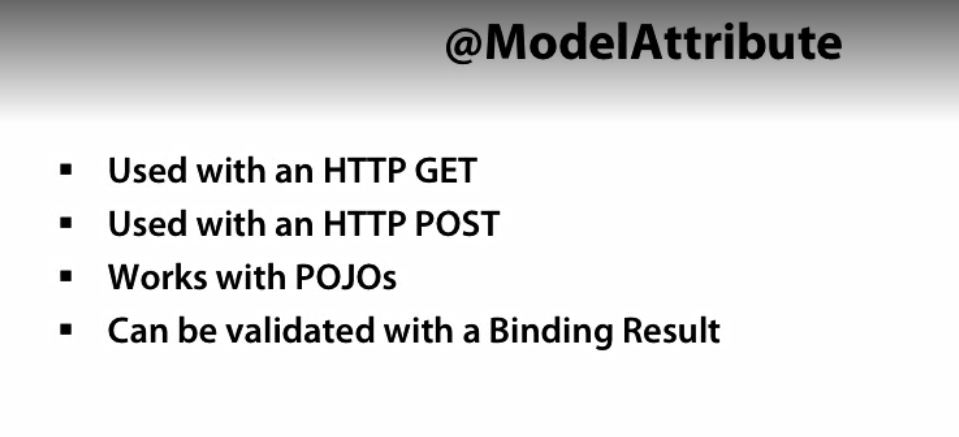 @ModelAttribute
▪ Used with an HTTP GET
▪ Used with an HTTP POST
▪ Works with POJOs
▪ Can be validated with a Binding Result